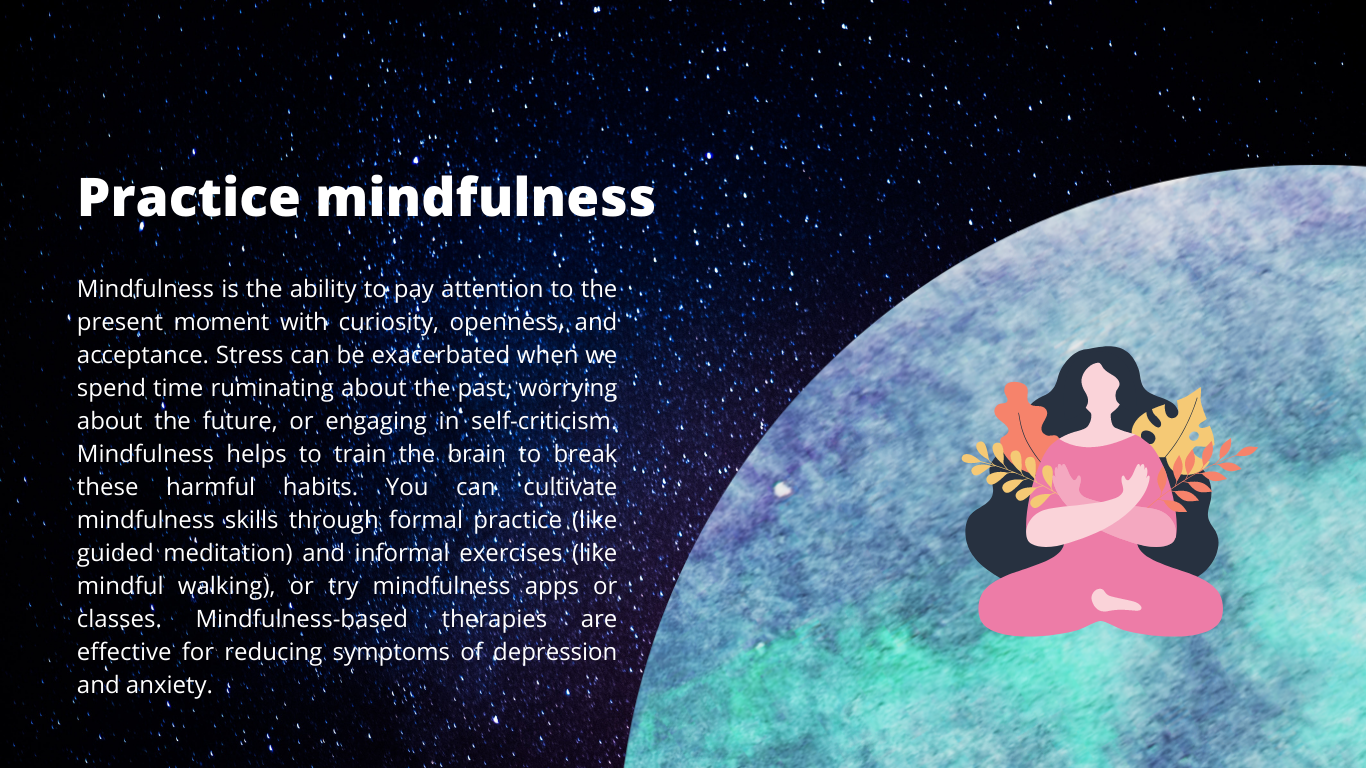 Practice mindfulness
Mindfulness is the ability to pay attention to the
present moment with curiosity, openness, and
acceptance. Stress can be exacerbated when we
spend time ruminating about the past, worrying
about the future, or engaging in self-criticism.
Mindfulness helps to train the brain to break
these harmful habits. You can cultivate
mindfulness skills through formal practice (like
guided meditation) and informal exercises (like
mindful walking), or try mindfulness apps or
classes. Mindfulness-based therapies are
effective for reducing symptoms of depression
and anxiety.